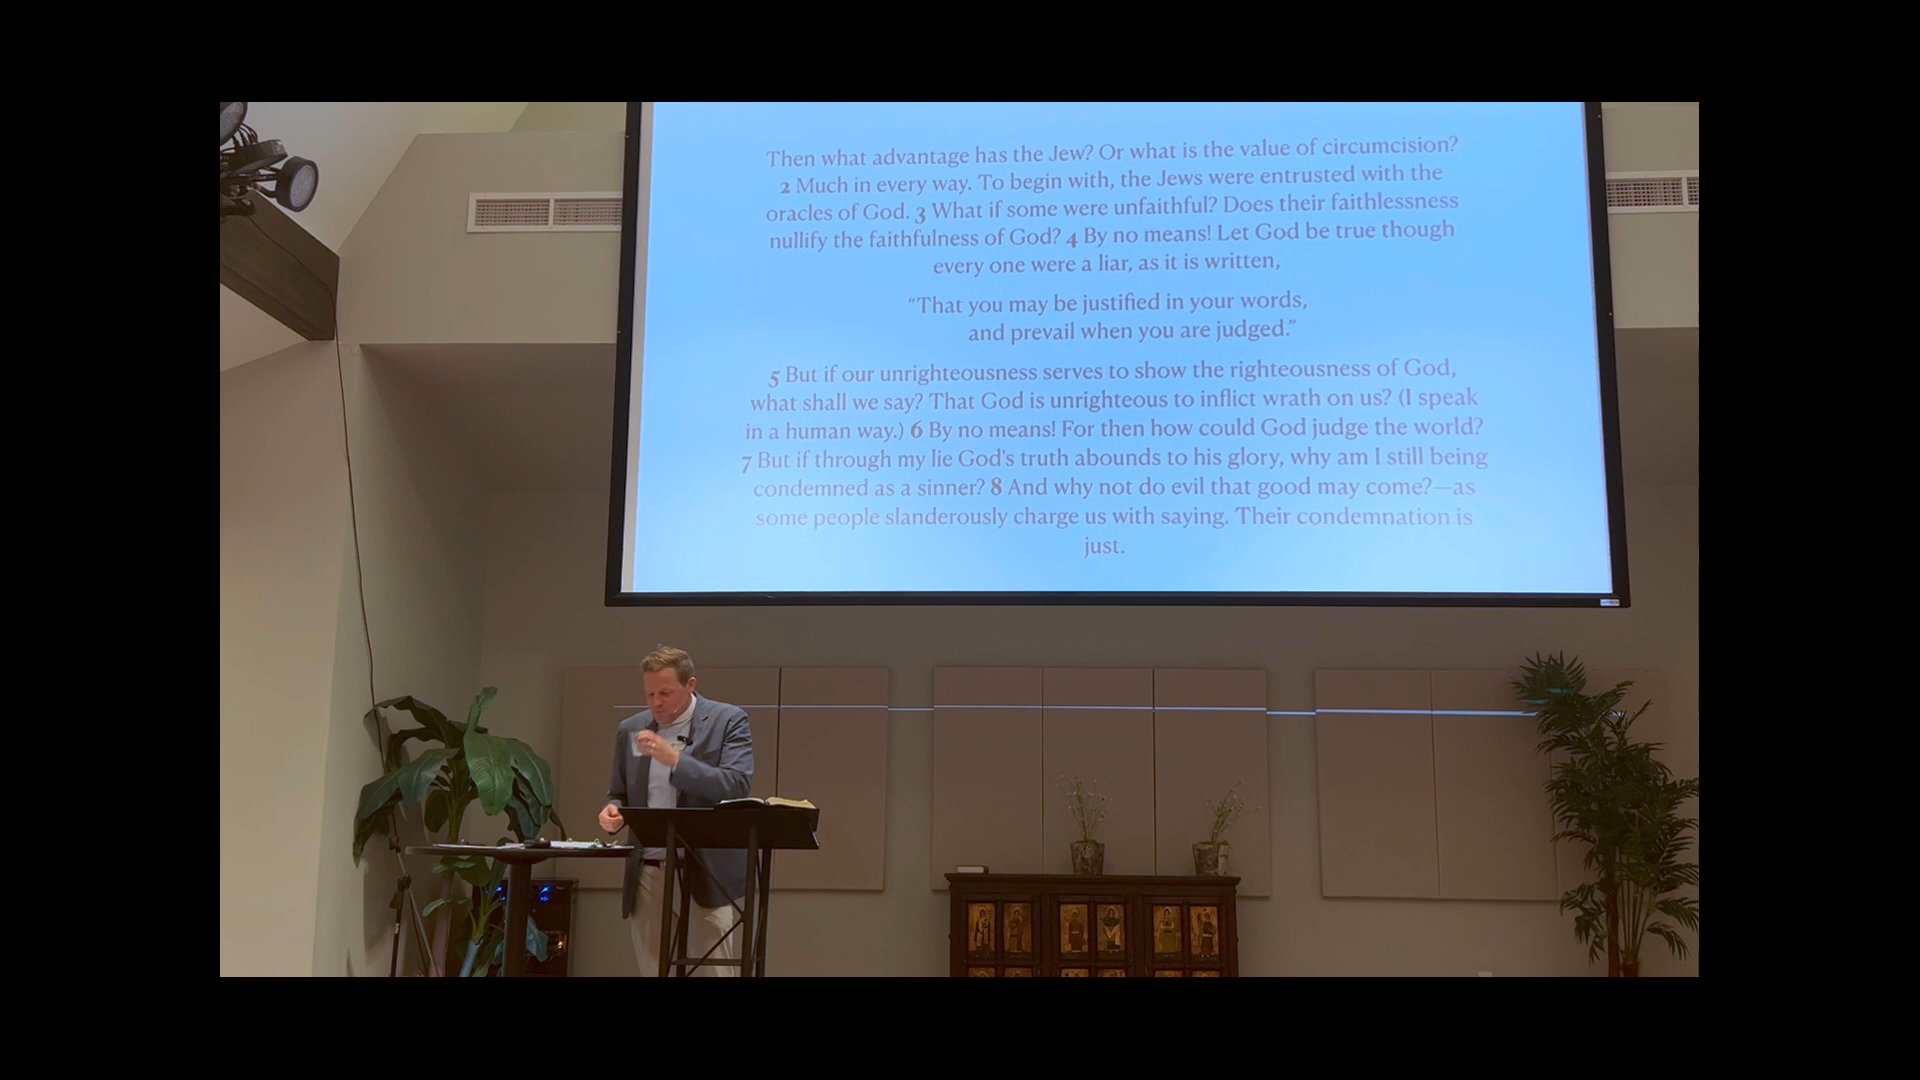 Then what advantage has the Jew? Or what is the value of circumcision?
2 Much in every way. To begin with, the Jews were entrusted with the
oracles of God. 3 What if some were unfaithful? Does their faithlessness
nullify the faithfulness of God? 4 By no means! Let God be true though
every one were a liar, as it is written,
“That you may be justified in your words,
and prevail when you are judged.”
5 But if our unrighteousness serves to show the righteousness of God,
what shall we say? That God is unrighteous to inflict wrath on us? (I speak
in a human way.) 6 By no means! For then how could God judge the world?
7 But if through my lie God's truth abounds to his glory, why am I still being
condemned as a sinner? 8 And why not do evil that good may come?—as
some people slanderously charge us with saying. Their condemnation is
just.